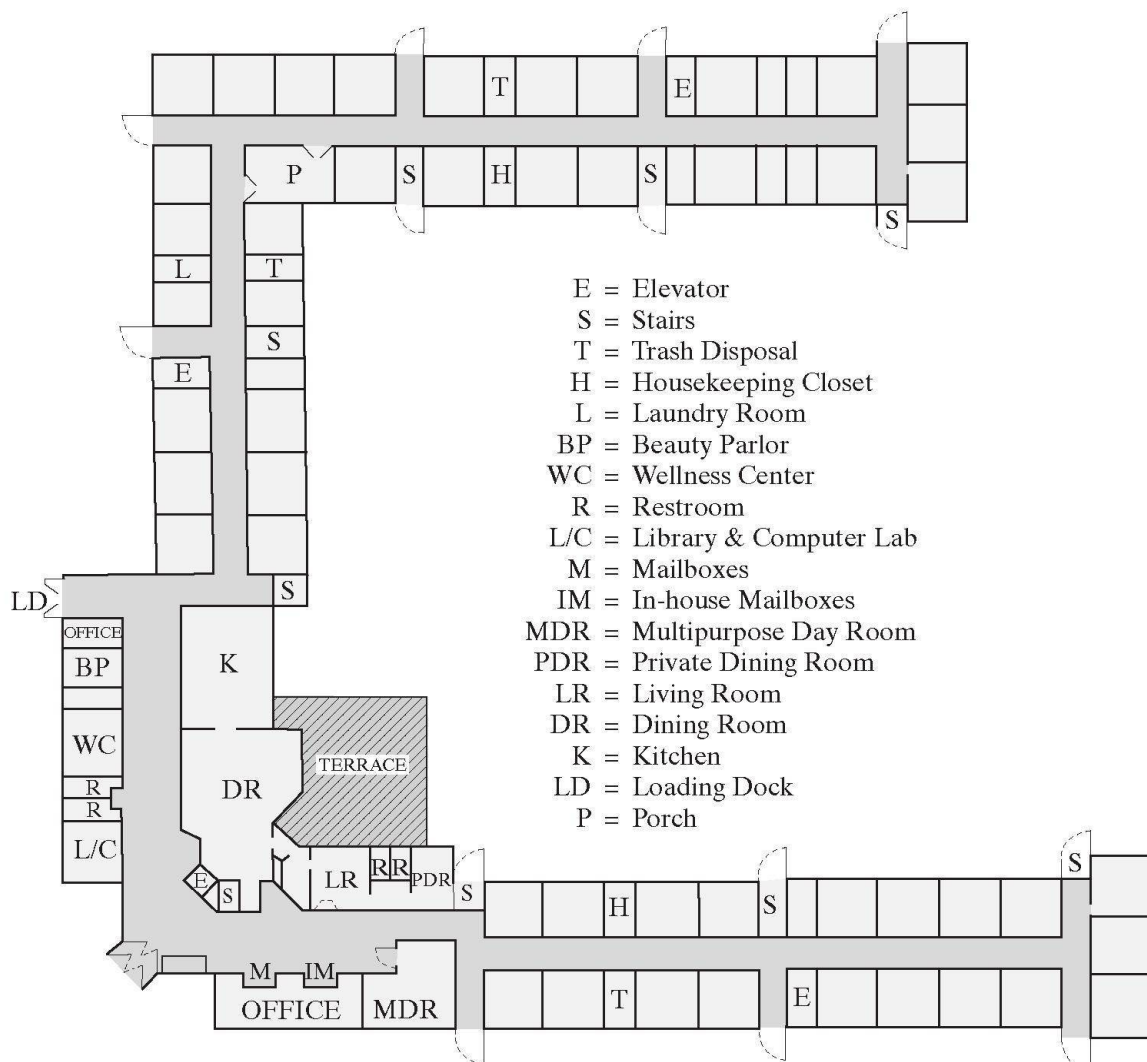 T
E
P
S
H
S
S
L
T
S
E
E = Elevator
S = Stairs
T = Trash Disposal
H = Housekeeping Closet
L = Laundry Room
BP = Beauty Parlor
WC = Wellness Center
R = Restroom
L/C = Library & Computer Lab
M = Mailboxes
IM = In-house Mailboxes
MDR = Multipurpose Day Room
PDR = Private Dining Room
LR = Living Room
DR = Dining Room
K = Kitchen
LD = Loading Dock
P = Porch
LD
S
OFFICE
BP
K
WC
TERRACE
R
DR
R
L/C
E
S
LR
R
R
PDR
S
H
S
S
M
IM
OFFICE
MDR
T
E